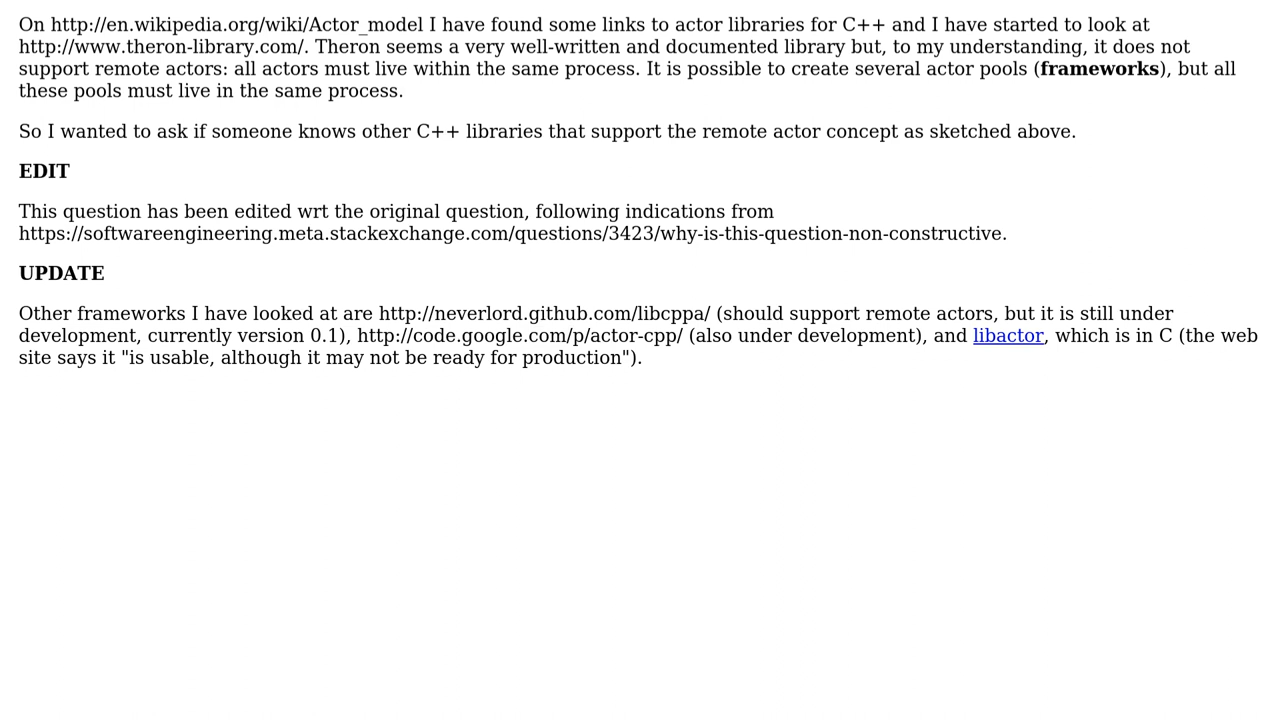 On http://en.wikipedia.org/wiki/Actor_model I have found some links to actor libraries for C++ and I have started to look at
http://www.theron-library.com/. Theron seems a very well-written and documented library but, to my understanding, it does not
support remote actors: all actors must live within the same process. It is possible to create several actor pools (frameworks), but all
these pools must live in the same process.
So I wanted to ask if someone knows other C++ libraries that support the remote actor concept as sketched above.
EDIT
This question has been edited wrt the original question, following indications from
https://softwareengineering.meta.stackexchange.com/questions/3423/why-is-this-question-non-constructive.
UPDATE
Other frameworks I have looked at are http://neverlord.github.com/libcppa/ (should support remote actors, but it is still under
development, currently version 0.1), http://code.google.com/p/actor-cpp/ (also under development), and libactor, which is in C (the web
site says it "is usable, although it may not be ready for production").